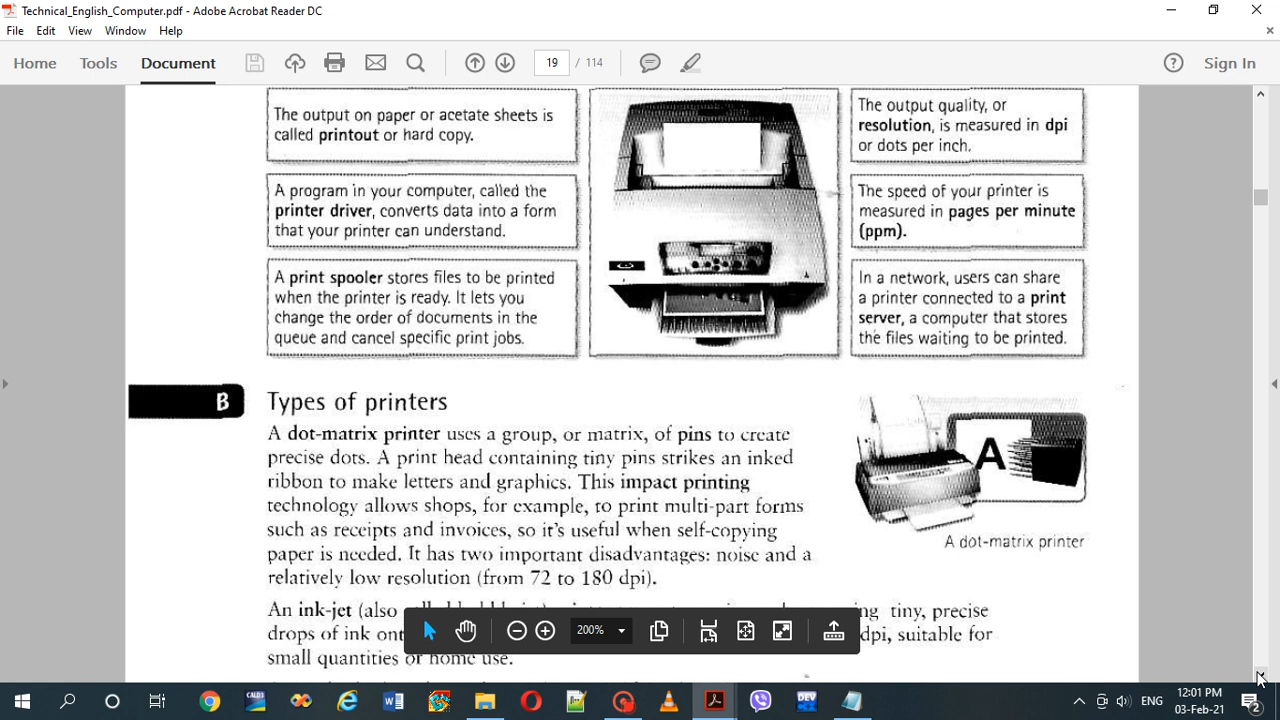 Technical_English_Computer.pdf - Adobe Acrobat Reader DC
File Edit View Window Help
Home Tools Document 19 / 114 Sign In
The output on paper or acetate sheets is
called printout or hard copy.
A program in your computer, called the
printer driver, converts data into a form
that your printer can understand.
A print spooler stores files to be printed
when the printer is ready. It lets you
change the order of documents in the
queue and cancel specific print jobs.
The output quality, or
resolution, is measured in dpi
or dots per inch.
The speed of your printer is
measured in pages per minute
(ppm).
In a network, users can share
a printer connected to a print
server, a computer that stores
the files waiting to be printed.
B Types of printers
A dot-matrix printer uses a group, or matrix, of pins to create
precise dots. A print head containing tiny pins strikes an inked
ribbon to make letters and graphics. This impact printing
technology allows shops, for example, to print multi-part forms
such as receipts and invoices, so it's useful when self-copying
paper is needed. It has two important disadvantages: noise and a
relatively low resolution (from 72 to 180 dpi).
A
A dot-matrix printer
An ink-jet (also tiny, precise
drops of ink dpi, suitable for
small quantities or home use.
200%
CALD3
DEV
ENG
12:01 PM
03-Feb-21
2